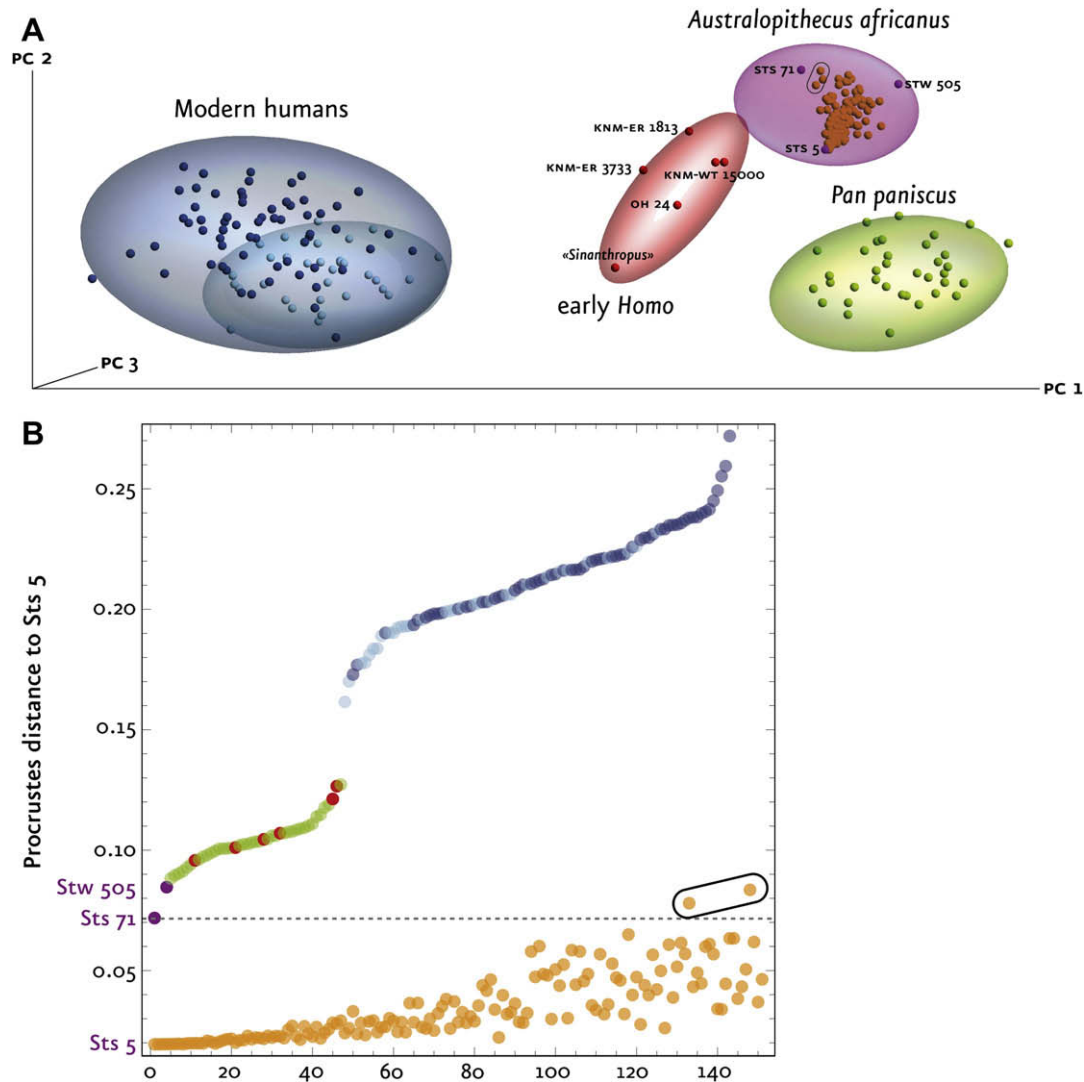 A
Australopithecus africanus
PC 2
STS 71
STW 505
Modern humans
KNM-ER 1813
STS 5
KNM-ER 3733
KNM-WT 15000
Pan paniscus
OH 24
«Sinanthropus»
early Homo
PC 3
PC 1
B
0.25
0.20
0.15
0.10
Stw 505
Sts 71
0.05
Sts 5
Procrustes distance to Sts 5
0 20 40 60 80 100 120 140